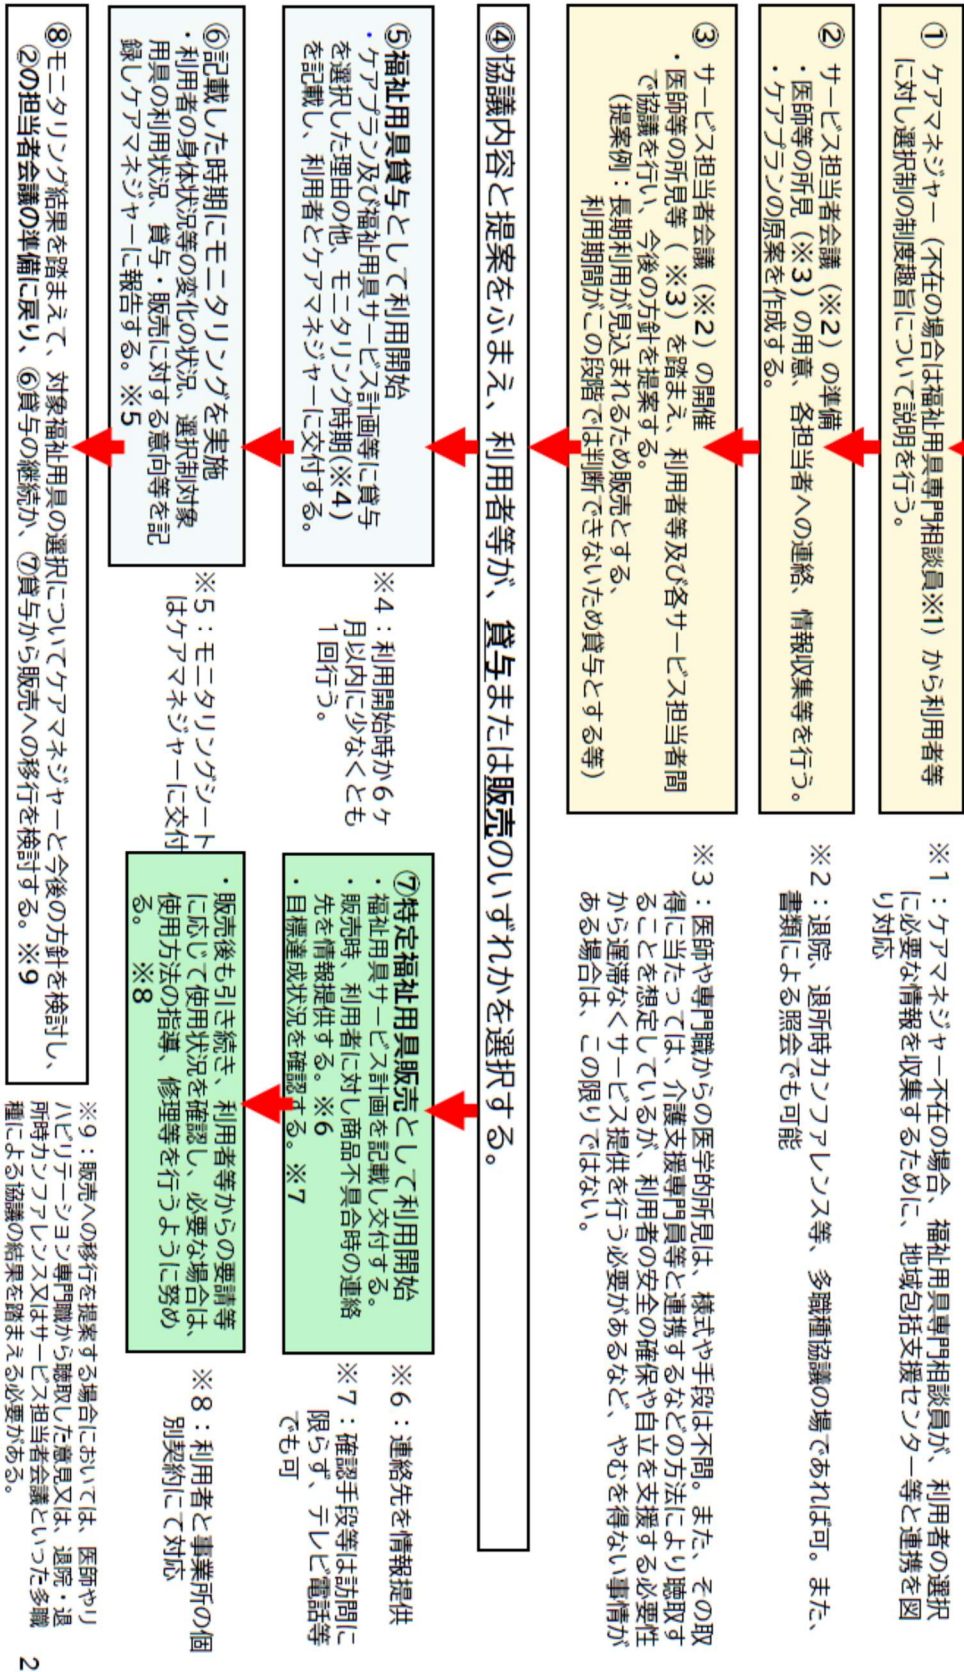 ① ケアマネジャー（不在の場合は福祉用具専門相談員※1）から利用者等
に対し選択制の制度趣旨について説明を行う。
※1：ケアマネジャー不在の場合、福祉用具専門相談員が、利用者の選択
に必要な情報を収集するために、地域包括支援センター等と連携を図
り対応
② サービス担当者会議（※2）の準備
・医師等の所見（※3）の用意、各担当者への連絡、情報収集等を行う。
・ケアプランの原案を作成する。
※2：退院、退所時カンファレンス等、多職種協議の場であれば可。また、
書類による照会でも可能
③ サービス担当者会議（※2）の開催
・医師等の所見等（※3）を踏まえ、利用者等及び各サービス担当者間
で協議を行い、今後の方針を提案する。
（提案例：長期利用が見込まれるため販売とする、
利用期間がこの段階では判断できないため貸与とする等）
※3：医師や専門職からの医学的所見は、様式や手段は不問。また、その取
得に当たっては、介護支援専門員等と連携するなどの方法により聴取す
ることを想定しているが、利用者の安全の確保や自立を支援する必要性
から遅滞なくサービス提供を行う必要があるなど、やむを得ない事情が
ある場合は、この限りではない。
④協議内容と提案をふまえ、利用者等が、貸与または販売のいずれかを選択する。
⑤福祉用具貸与として利用開始
・ケアプラン及び福祉用具サービス計画等に貸与
を選択した理由の他、モニタリング時期(※4)
を記載し、利用者とケアマネジャーに交付する。
※4：利用開始時か6ヶ
月以内に少なくとも
1回行う。
⑦特定福祉用具販売として利用開始
・福祉用具サービス計画を記載し交付する。
・販売時、利用者に対し商品不具合時の連絡
先を情報提供する。※6
・目標達成状況を確認する。※7
※6：連絡先を情報提供
※7：確認手段等は訪問に
限らず、テレビ電話等
でも可
⑥記載した時期にモニタリングを実施
・利用者の身体状況等の変化の状況、選択制対象
用具の利用状況、貸与・販売に対する意向等を記
録しケアマネジャーに報告する。※5
※5：モニタリングシート
はケアマネジャーに交付
・販売後も引き続き、利用者等からの要請等
に応じて使用状況を確認し、必要な場合は、
使用方法の指導、修理等を行うように努め
る。 ※8
※8：利用者と事業所の個
別契約にて対応
⑧モニタリング結果を踏まえて、対象福祉用具の選択についてケアマネジャーと今後の方針を検討し、
②の担当者会議の準備に戻り、⑥貸与の継続か、⑦貸与から販売への移行を検討する。※9
※9：販売への移行を提案する場合においては、医師やリ
ハビリテーション専門職から聴取した意見又は、退院・退
所時カンファレンス又はサービス担当者会議といった多職
種による協議の結果を踏まえる必要がある。
2